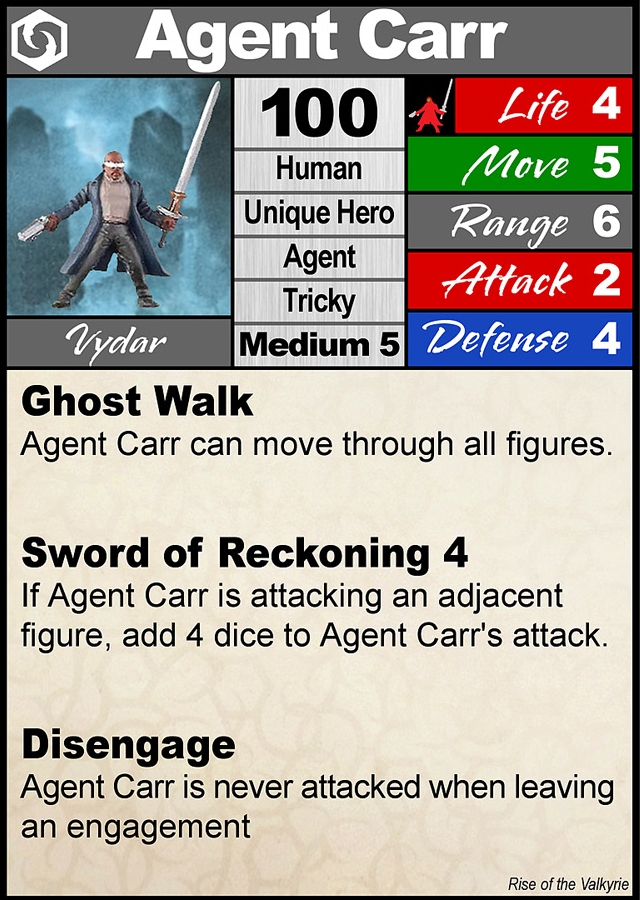 Agent Carr
100
Human
Unique Hero
Agent
Tricky
Medium 5
Life 4
Move 5
Range 6
Attack 2
Defense 4
Vydar
Ghost Walk
Agent Carr can move through all figures.
Sword of Reckoning 4
If Agent Carr is attacking an adjacent
figure, add 4 dice to Agent Carr's attack.
Disengage
Agent Carr is never attacked when leaving
an engagement
Rise of the Valkyrie